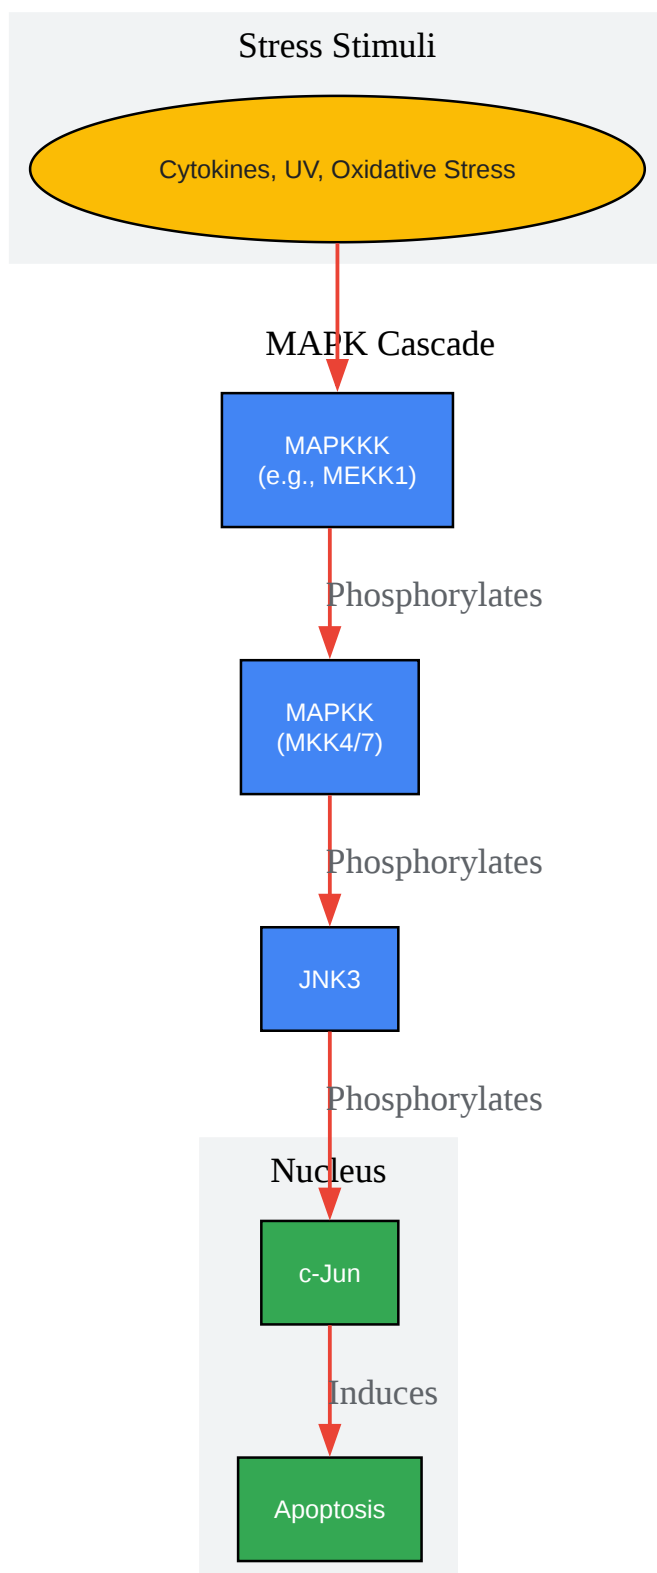 Stress Stimuli
Cytokines, UV, Oxidative Stress
MAPK Cascade
MAPKKK
(e.g., MEKK1)
Phosphorylates
MAPKK
(MKK4/7)
Phosphorylates
JNK3
Phosphorylates
Nucleus
c-Jun
Induces
Apoptosis